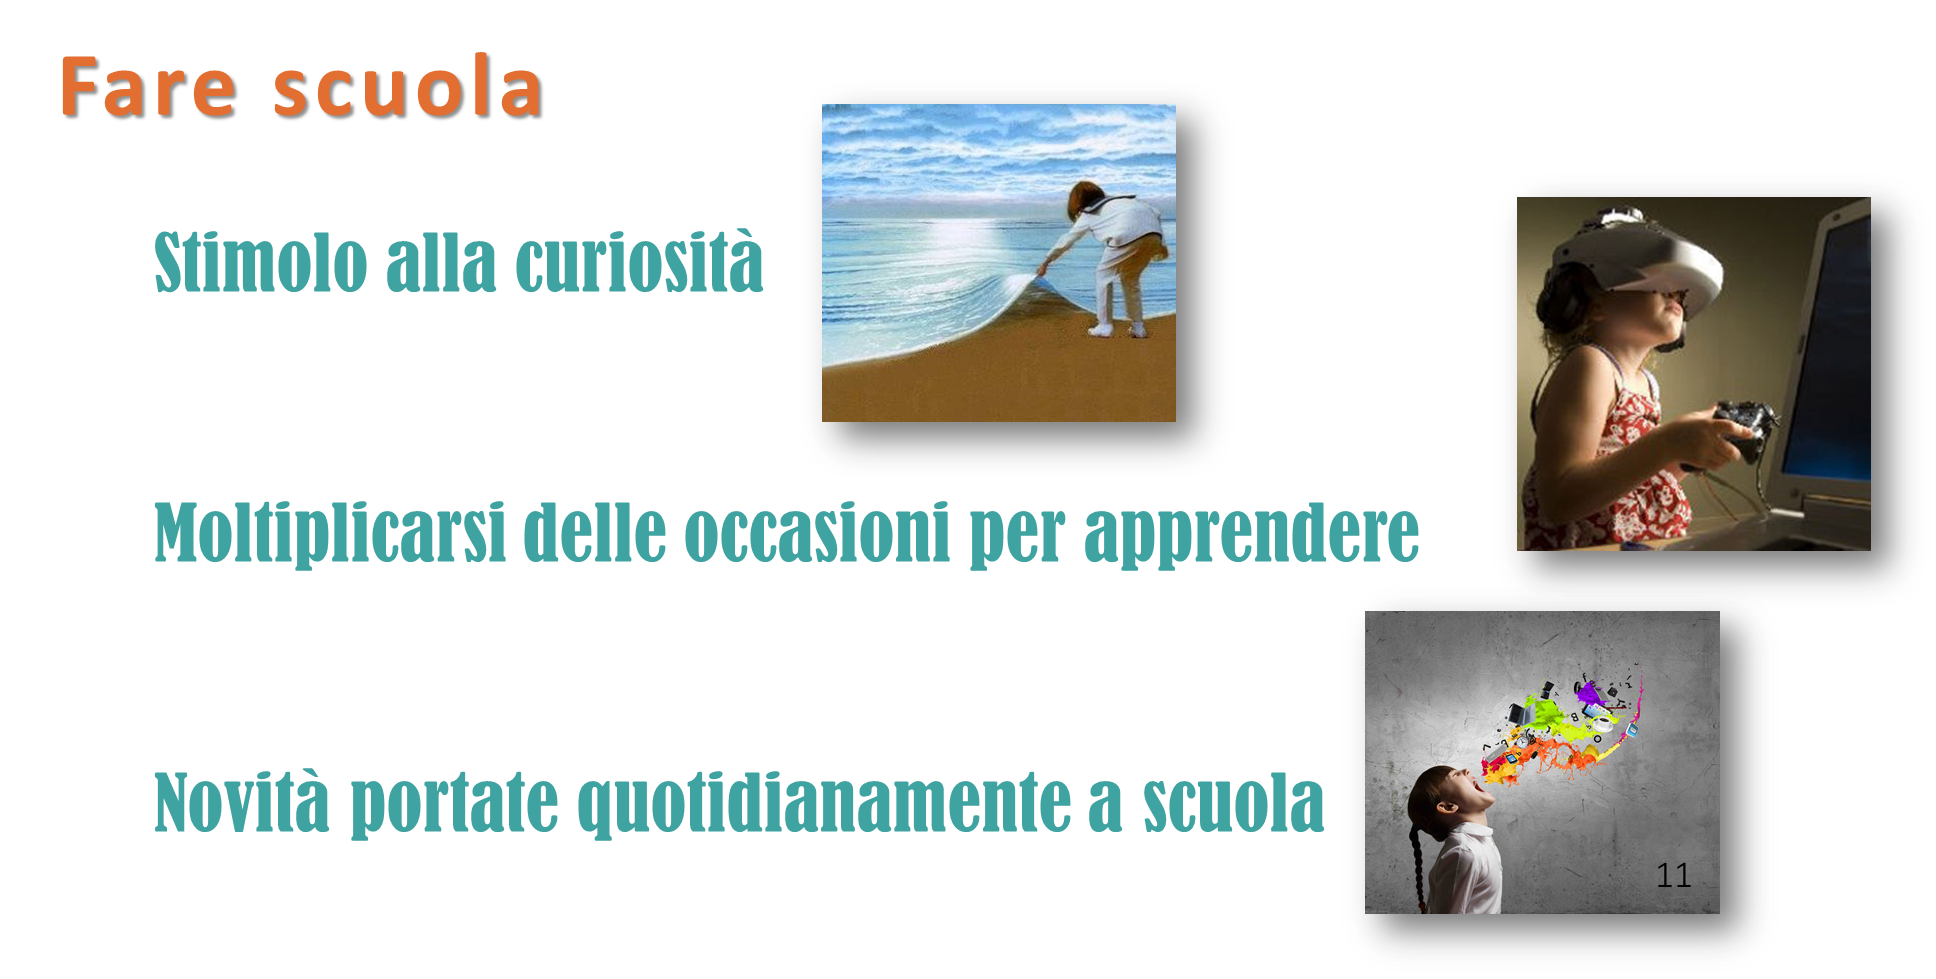 Fare scuola
Stimolo alla curiosità
Moltiplicarsi delle occasioni per apprendere
Novità portate quotidianamente a scuola
11